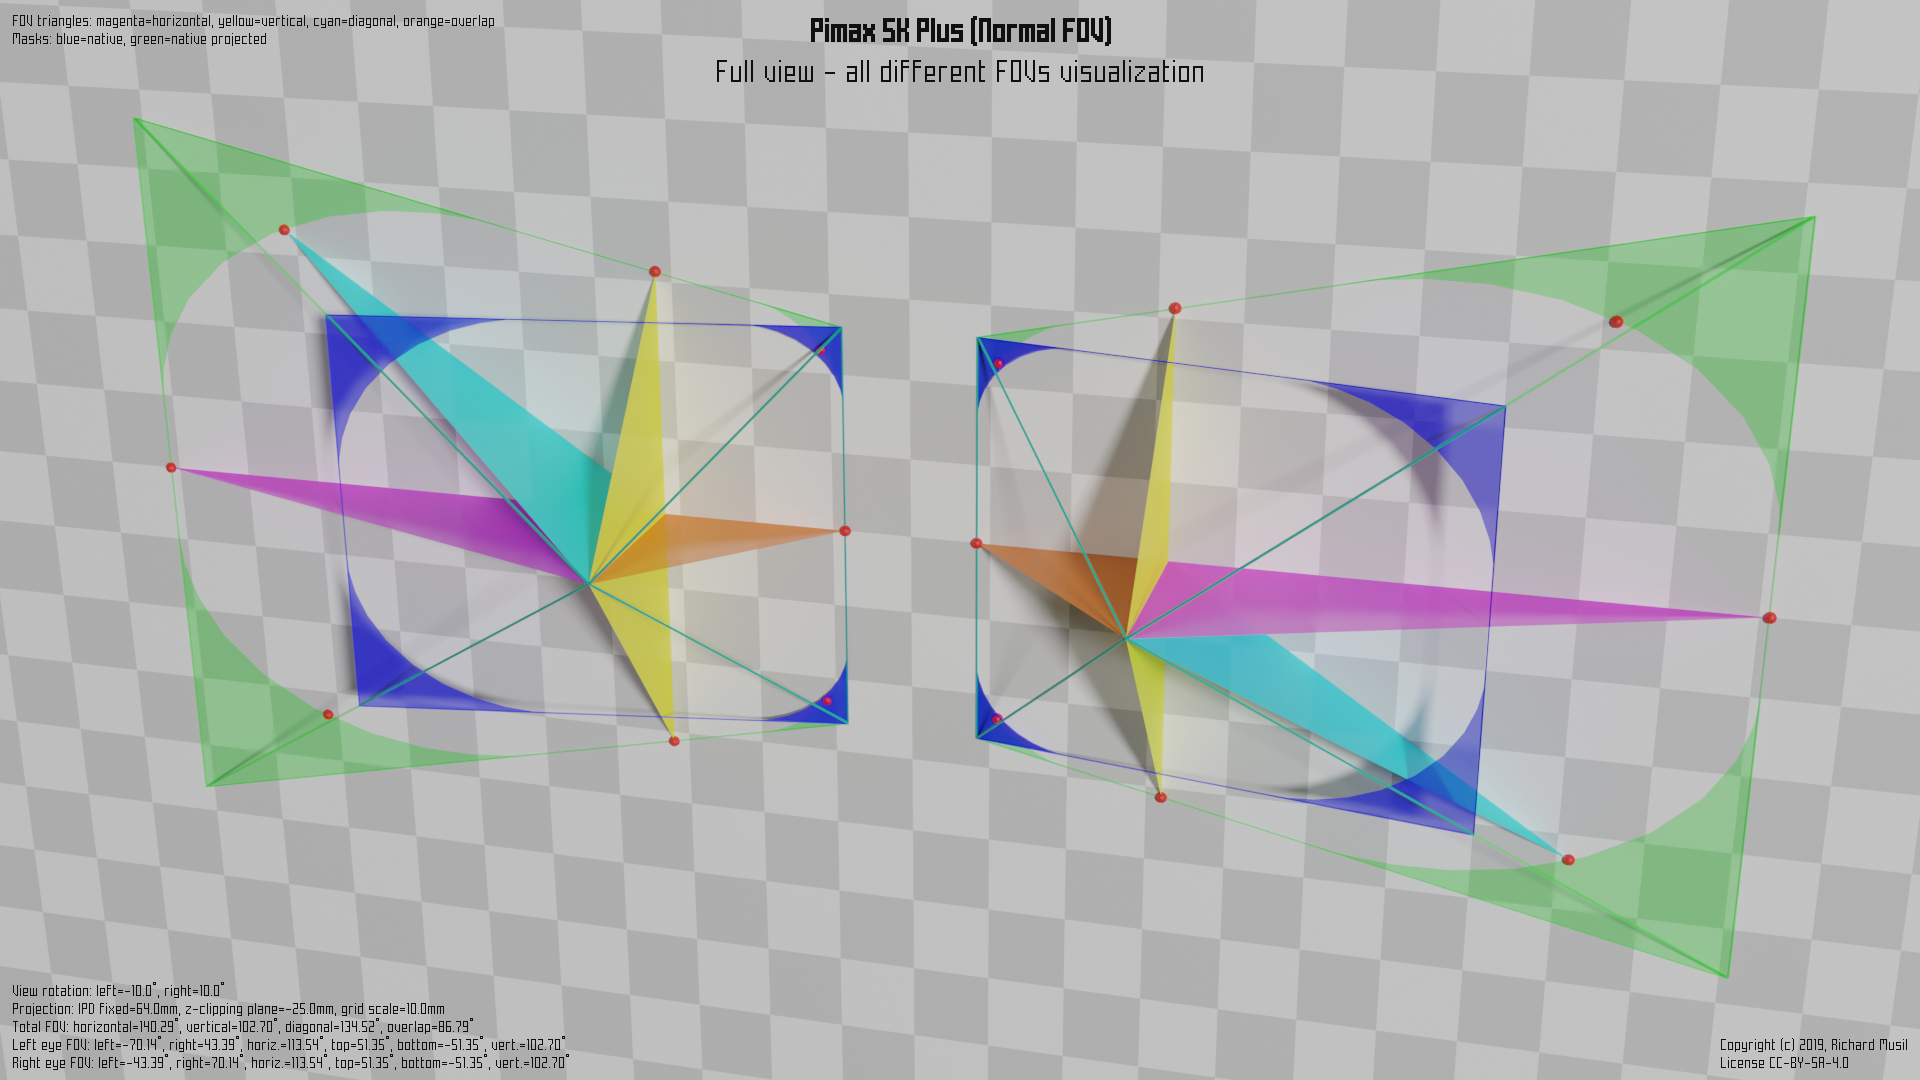 FOV triangles: magenta=horizontal, yellow=vertical, cyan=diagonal, orange=overlap
Masks: blue=native, green=native projected
Pimax 5K Plus (Normal FOV)
Full view - all different FOVs visualization
View rotation: left=-10.0°, right=10.0°
Projection: IPD fixed=64.0mm, z-clipping plane=-25.0mm, grid scale=10.0mm
Total FOV: horizontal=140.29°, vertical=102.70°, diagonal=134.52°, overlap=86.79°
Left eye FOV: left=-70.14°, right=43.39°, horiz.=113.54°, top=51.35°, bottom=-51.35°, vert.=102.70°
Right eye FOV: left=-43.39°, right=70.14°, horiz.=113.54°, top=51.35°, bottom=-51.35°, vert.=102.70°
Copyright (c) 2019, Richard Musil
License CC-BY-SA-4.0